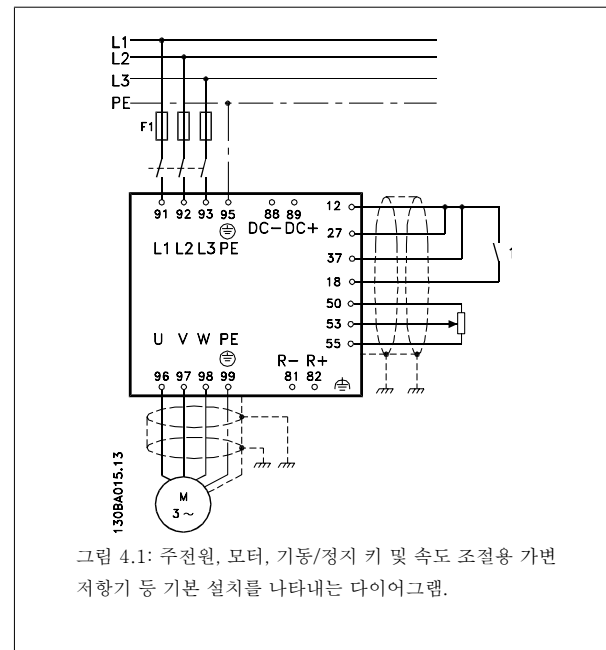 L1
L2
L3
PE
F1
91 92 93 95 88 89
DC- DC+
L1 L2 L3 PE
12
27
37
18
50
53
55
1
U V W PE
96 97 98 99
R- R+
81 82
M
3 ~
130BA015.13
그림 4.1: 주전원, 모터, 기동/정지 키 및 속도 조절용 가변
저항기 등 기본 설치를 나타내는 다이어그램.